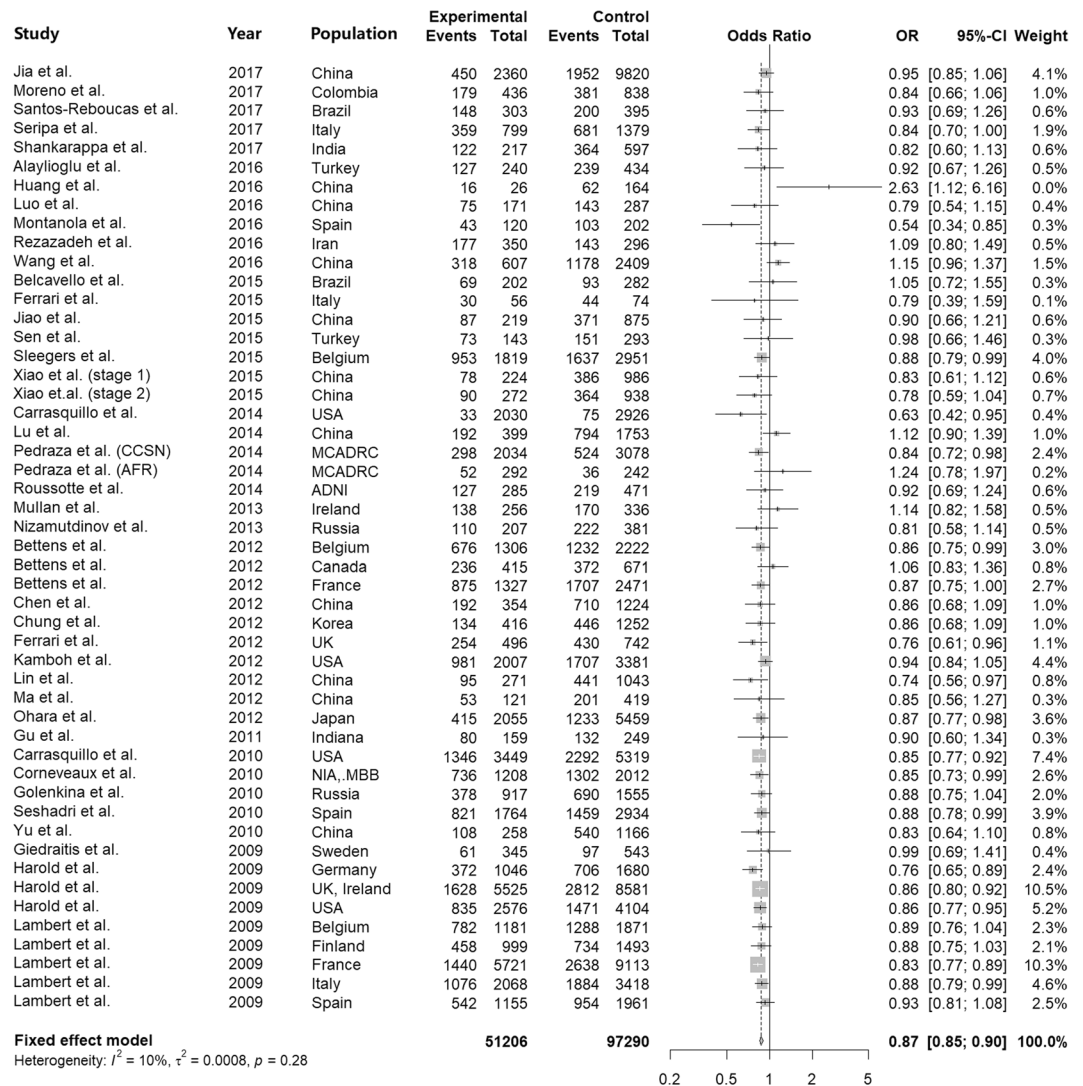 Experimental Control
Study Year Population Events Total Events Total Odds Ratio OR 95%-CI Weight
Jia et al. 2017 China 450 2360 1952 9820 0.95 [0.85; 1.06] 4.1%
Moreno et al. 2017 Colombia 179 436 381 838 0.84 [0.66; 1.06] 1.0%
Santos-Reboucas et al. 2017 Brazil 148 303 200 395 0.93 [0.69; 1.26] 0.6%
Seripa et al. 2017 Italy 359 799 681 1379 0.84 [0.70; 1.00] 1.9%
Shankarappa et al. 2017 India 122 217 364 597 0.82 [0.60; 1.13] 0.6%
Alaylioglu et al. 2016 Turkey 127 240 239 434 0.92 [0.67; 1.26] 0.6%
Huang et al. 2016 China 16 26 62 164 2.63 [1.12; 6.16] 0.0%
Luo et al. 2016 China 75 171 143 287 0.79 [0.54; 1.15] 0.4%
Montanola et al. 2016 Spain 43 120 103 202 0.54 [0.34; 0.85] 0.3%
Rezazadeh et al. 2016 Iran 177 350 143 296 1.09 [0.80; 1.49] 0.5%
Wang et al. 2016 China 318 607 1178 2409 1.15 [0.96; 1.37] 1.5%
Belcavello et al. 2015 Brazil 69 202 93 282 1.05 [0.72; 1.55] 0.3%
Ferrari et al. 2015 Italy 30 56 44 74 0.79 [0.39; 1.59] 0.1%
Jiao et al. 2015 China 87 219 371 875 0.90 [0.66; 1.21] 0.6%
Sen et al. 2015 Turkey 73 143 151 293 0.98 [0.66; 1.46] 0.3%
Sleegers et al. 2015 Belgium 953 1819 1637 2951 0.88 [0.79; 0.99] 4.0%
Xiao et al. (stage 1) 2015 China 78 224 386 986 0.83 [0.61; 1.12] 0.6%
Xiao et.al. (stage 2) 2015 China 90 272 364 938 0.78 [0.59; 1.04] 0.7%
Carrasquillo et al. 2014 USA 33 2030 75 2926 0.63 [0.42; 0.95] 0.4%
Lu et al. 2014 China 192 399 794 1753 1.12 [0.90; 1.39] 1.0%
Pedraza et al. (CCSN) 2014 MCADRC 298 2034 524 3078 0.84 [0.72; 0.98] 2.2%
Pedraza et al. (AFR) 2014 MCADRC 52 292 36 242 1.24 [0.78; 1.97] 0.2%
Roussotte et al. 2014 ADNI 127 285 219 471 0.92 [0.69; 1.24] 0.6%
Mullan et al. 2013 Ireland 138 256 170 336 1.14 [0.82; 1.58] 0.5%
Nizamutdinov et al. 2013 Russia 110 207 222 381 0.81 [0.58; 1.14] 0.5%
Bettens et al. 2012 Belgium 676 1306 1232 2222 0.86 [0.75; 0.99] 3.0%
Bettens et al. 2012 Canada 236 415 372 671 1.06 [0.83; 1.36] 0.8%
Bettens et al. 2012 France 875 1327 1707 2471 0.87 [0.75; 1.00] 2.7%
Chen et al. 2012 China 192 354 710 1224 0.86 [0.68; 1.09] 1.0%
Chung et al. 2012 Korea 134 416 446 1252 0.86 [0.68; 1.09] 1.0%
Ferrari et al. 2012 UK 254 496 430 742 0.76 [0.61; 0.96] 1.1%
Kamboh et al. 2012 USA 981 2007 1707 3381 0.94 [0.84; 1.05] 4.4%
Lin et al. 2012 China 95 271 441 1043 0.74 [0.56; 0.97] 0.8%
Ma et al. 2012 China 53 121 201 419 0.85 [0.56; 1.27] 0.3%
Ohara et al. 2012 Japan 415 2055 1233 5459 0.87 [0.77; 0.98] 3.6%
Gu et al. 2011 Indiana 80 159 132 249 0.90 [0.60; 1.34] 0.3%
Carrasquillo et al. 2010 USA 1346 3449 2292 5319 0.85 [0.77; 0.92] 7.4%
Corneveaux et al. 2010 NIA,.MBB 736 1208 1302 2012 0.85 [0.73; 0.99] 2.6%
Golenkina et al. 2010 Russia 378 917 690 1555 0.88 [0.75; 1.04] 2.0%
Seshadri et al. 2010 Spain 821 1764 1459 2934 0.88 [0.78; 0.99] 3.9%
Yu et al. 2010 China 108 258 540 1166 0.83 [0.64; 1.10] 0.8%
Giedraitis et al. 2009 Sweden 61 345 97 543 0.99 [0.69; 1.41] 0.4%
Harold et al. 2009 Germany 372 1046 706 1680 0.76 [0.65; 0.89] 2.4%
Harold et al. 2009 UK, Ireland 1628 5525 2812 8581 0.86 [0.80; 0.92] 10.5%
Harold et al. 2009 USA 835 2576 1471 4104 0.86 [0.77; 0.95] 5.2%
Lambert et al. 2009 Belgium 782 1181 1288 1871 0.89 [0.76; 1.04] 2.3%
Lambert et al. 2009 Finland 458 999 734 1493 0.88 [0.75; 1.03] 2.1%
Lambert et al. 2009 France 1440 5721 2638 9113 0.83 [0.77; 0.89] 10.3%
Lambert et al. 2009 Italy 1076 2068 1884 3418 0.88 [0.79; 0.99] 4.6%
Lambert et al. 2009 Spain 542 1155 954 1961 0.93 [0.81; 1.08] 2.5%
Fixed effect model 51206 97290 0.87 [0.85; 0.90] 100.0%
Heterogeneity: I² = 10%, τ² = 0.0008, p = 0.28
0.2 0.5 1 2 5